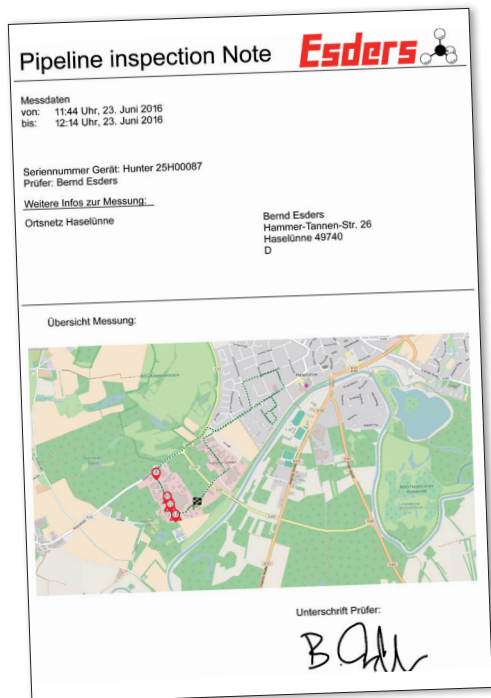 Pipeline inspection Note
Esders
Messdaten
von: 11:44 Uhr, 23. Juni 2016
bis: 12:14 Uhr, 23. Juni 2016
Seriennummer Gerät: Hunter 25H00087
Prüfer: Bernd Esders
Weitere Infos zur Messung:
Ortsnetz Haselünne
Bernd Esders
Hammer-Tannen-Str. 26
Haselünne 49740
D
Übersicht Messung:
Haselünne
Unterschrift Prüfer: